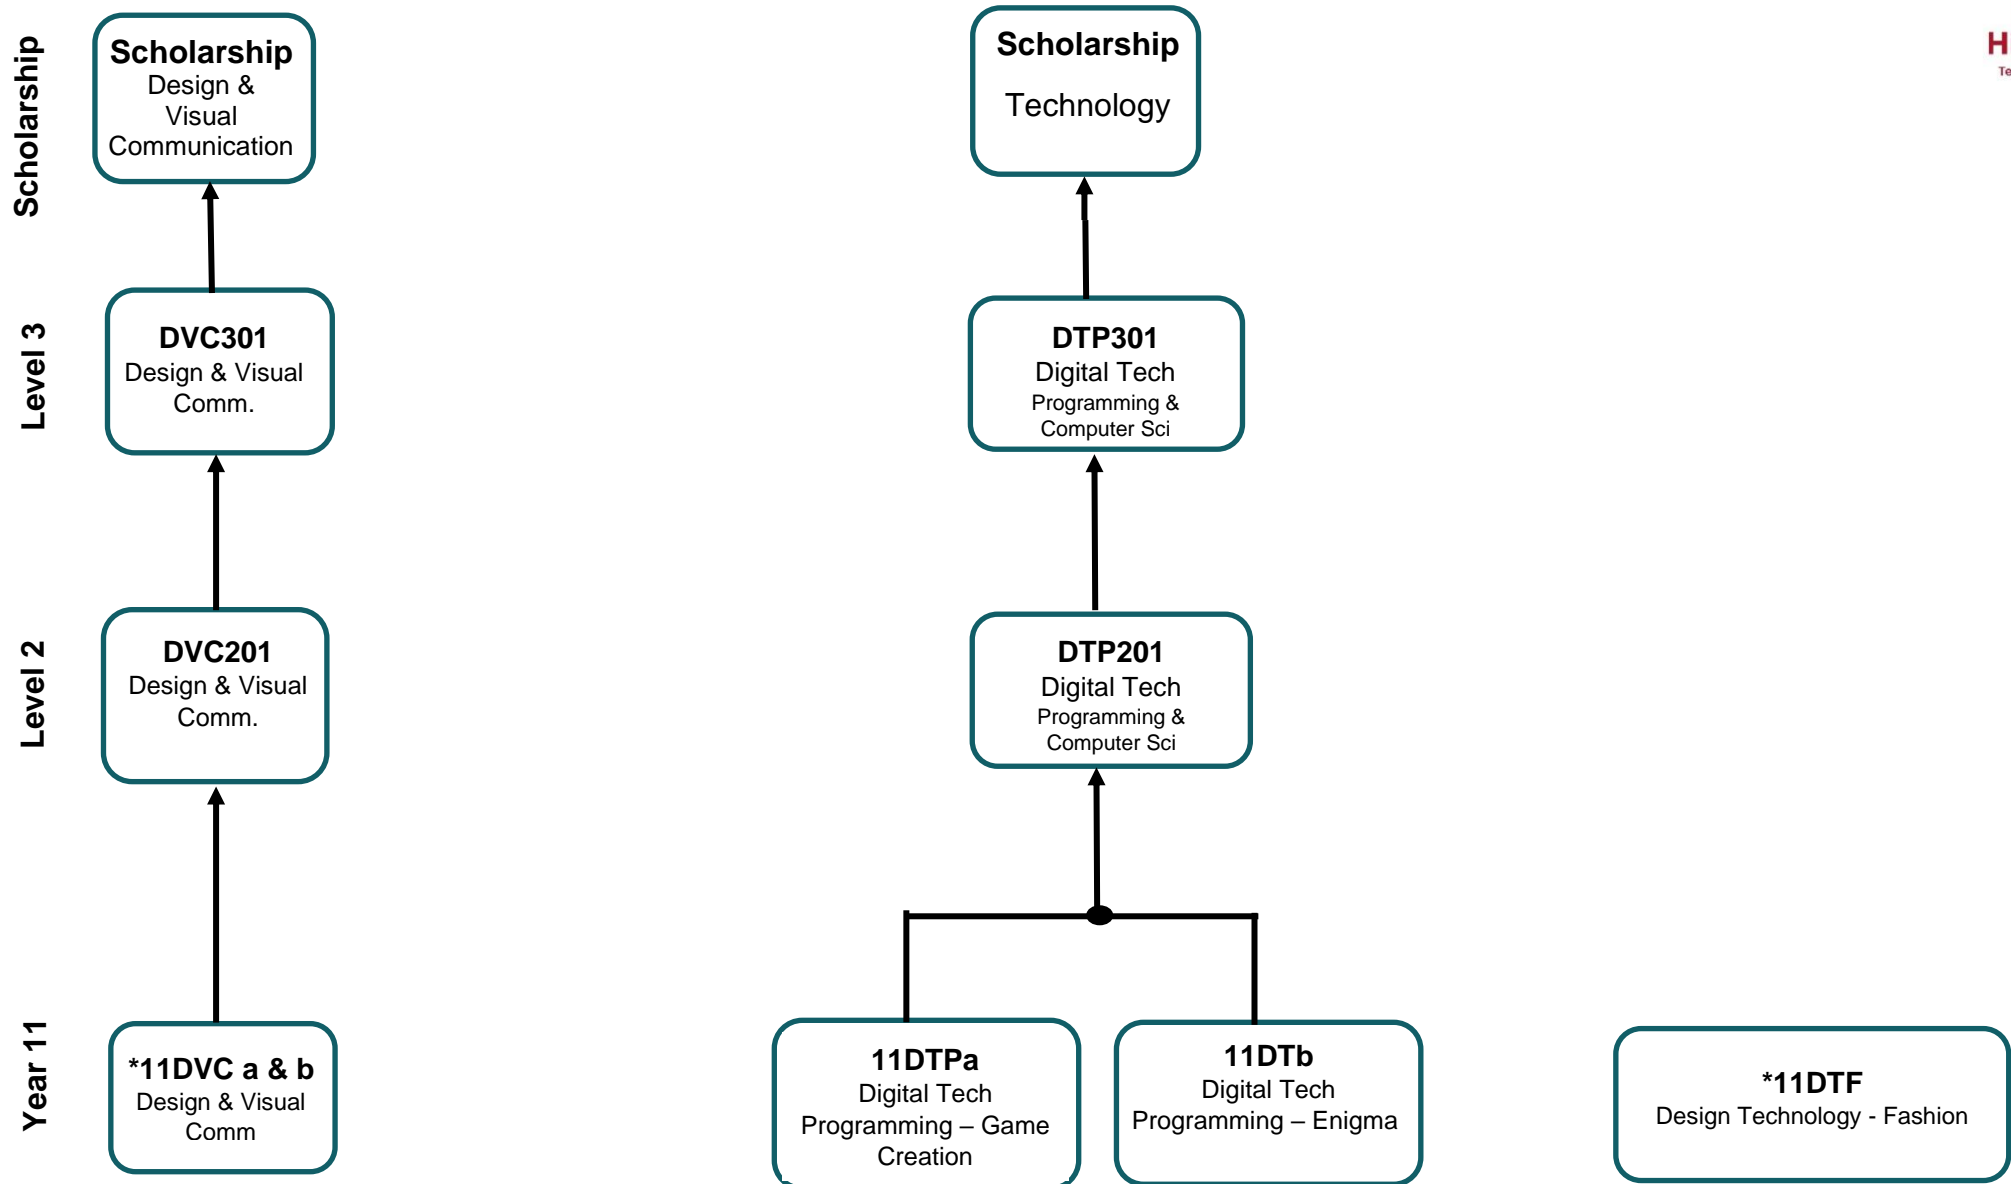 Scholarship
Scholarship
Design &
Visual
Communication
Scholarship
Technology
Level 3
DVC301
Design & Visual
Comm.
DTP301
Digital Tech
Programming &
Computer Sci
Level 2
DVC201
Design & Visual
Comm.
DTP201
Digital Tech
Programming &
Computer Sci
Year 11
*11DVC a & b
Design & Visual
Comm
11DTPa
Digital Tech
Programming – Game
Creation
11DTb
Digital Tech
Programming – Enigma
*11DTF
Design Technology - Fashion